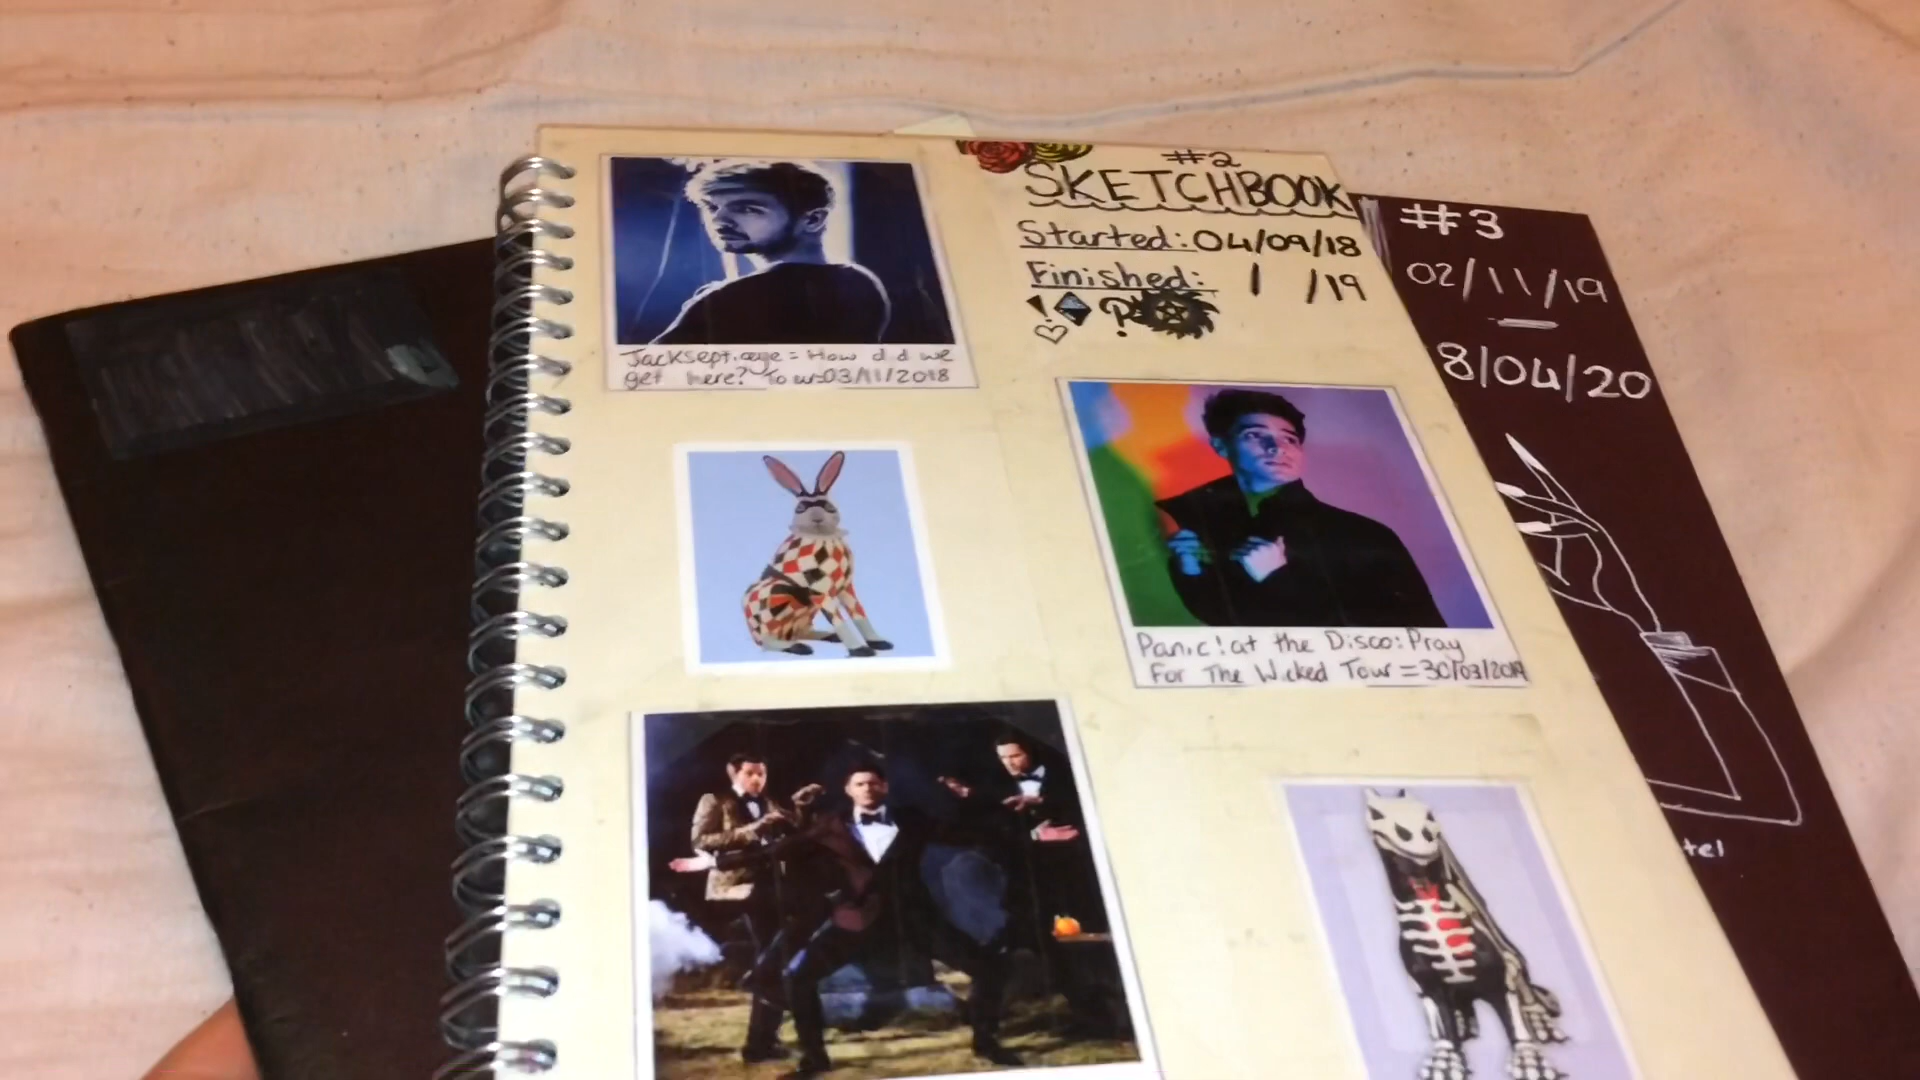 #2
SKETCHBOOK
Started: 04/09/18
Finished: / /19
Jacksepticeye = How did we
get here? Tour=03/11/2018
Panic! at the Disco: Pray
For The Wicked Tour = 30/03/2019
#3
02/11/19
8/04/20
tel